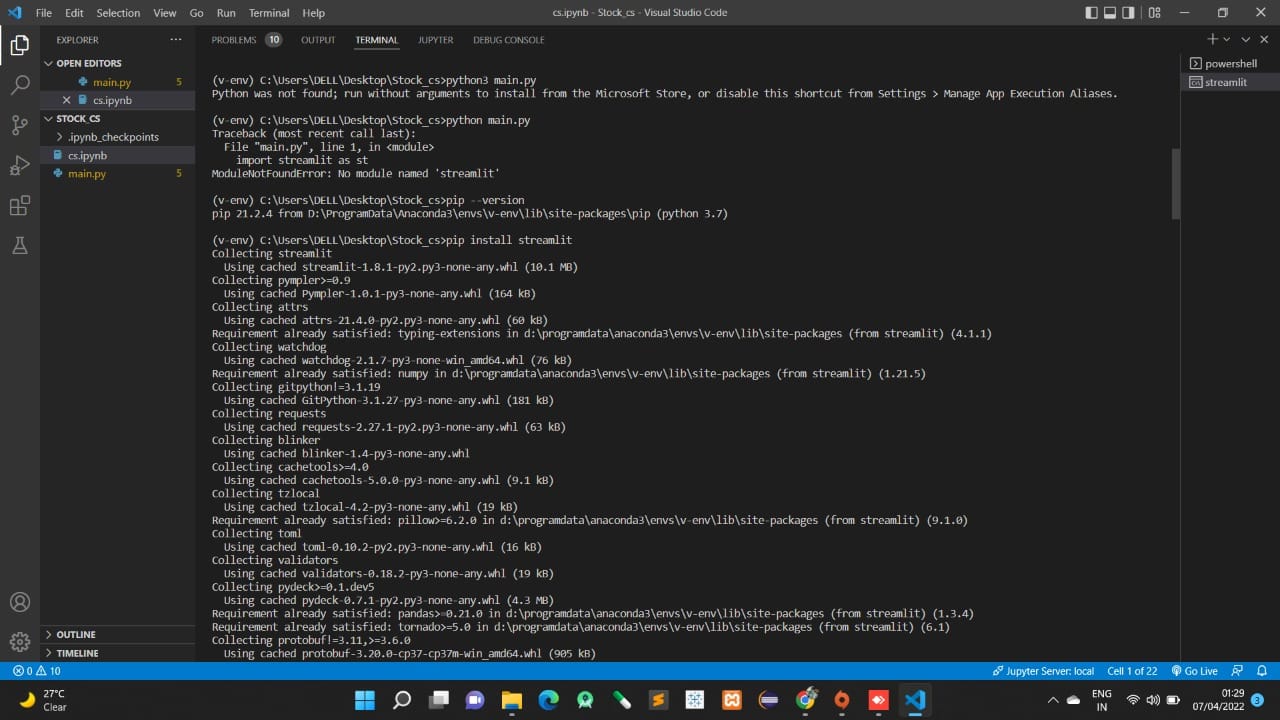 File Edit Selection View Go Run Terminal Help
cs.ipynb - Stock_cs - Visual Studio Code
EXPLORER
OPEN EDITORS
main.py 5
cs.ipynb
STOCK_CS
.ipynb_checkpoints
cs.ipynb
main.py 5
OUTLINE
TIMELINE
PROBLEMS 10 OUTPUT TERMINAL JUPYTER DEBUG CONSOLE
(v-env) C:\Users\DELL\Desktop\Stock_cs>python3 main.py
Python was not found; run without arguments to install from the Microsoft Store, or disable this shortcut from Settings > Manage App Execution Aliases.
(v-env) C:\Users\DELL\Desktop\Stock_cs>python main.py
Traceback (most recent call last):
File "main.py", line 1, in <module>
import streamlit as st
ModuleNotFoundError: No module named 'streamlit'
(v-env) C:\Users\DELL\Desktop\Stock_cs>pip --version
pip 21.2.4 from D:\ProgramData\Anaconda3\envs\v-env\lib\site-packages\pip (python 3.7)
(v-env) C:\Users\DELL\Desktop\Stock_cs>pip install streamlit
Collecting streamlit
Using cached streamlit-1.8.1-py2.py3-none-any.whl (10.1 MB)
Collecting pympler>=0.9
Using cached Pympler-1.0.1-py3-none-any.whl (164 kB)
Collecting attrs
Using cached attrs-21.4.0-py2.py3-none-any.whl (60 kB)
Requirement already satisfied: typing-extensions in d:\programdata\anaconda3\envs\v-env\lib\site-packages (from streamlit) (4.1.1)
Collecting watchdog
Using cached watchdog-2.1.7-py3-none-win_amd64.whl (76 kB)
Requirement already satisfied: numpy in d:\programdata\anaconda3\envs\v-env\lib\site-packages (from streamlit) (1.21.5)
Collecting gitpython!=3.1.19
Using cached GitPython-3.1.27-py3-none-any.whl (181 kB)
Collecting requests
Using cached requests-2.27.1-py2.py3-none-any.whl (63 kB)
Collecting blinker
Using cached blinker-1.4-py3-none-any.whl
Collecting cachetools>=4.0
Using cached cachetools-5.0.0-py3-none-any.whl (9.1 kB)
Collecting tzlocal
Using cached tzlocal-4.2-py3-none-any.whl (19 kB)
Requirement already satisfied: pillow>=6.2.0 in d:\programdata\anaconda3\envs\v-env\lib\site-packages (from streamlit) (9.1.0)
Collecting toml
Using cached toml-0.10.2-py2.py3-none-any.whl (16 kB)
Collecting validators
Using cached validators-0.18.2-py3-none-any.whl (19 kB)
Collecting pydeck>=0.1.dev5
Using cached pydeck-0.7.1-py2.py3-none-any.whl (4.3 MB)
Requirement already satisfied: pandas>=0.21.0 in d:\programdata\anaconda3\envs\v-env\lib\site-packages (from streamlit) (1.3.4)
Requirement already satisfied: tornado>=5.0 in d:\programdata\anaconda3\envs\v-env\lib\site-packages (from streamlit) (6.1)
Collecting protobuf!=3.11,>=3.6.0
Using cached protobuf-3.20.0-cp37-cp37m-win_amd64.whl (905 kB)
powershell
streamlit
0 10
Jupyter Server: local Cell 1 of 22 Go Live
27°C
Clear
ENG
IN
01:29
07/04/2022
3